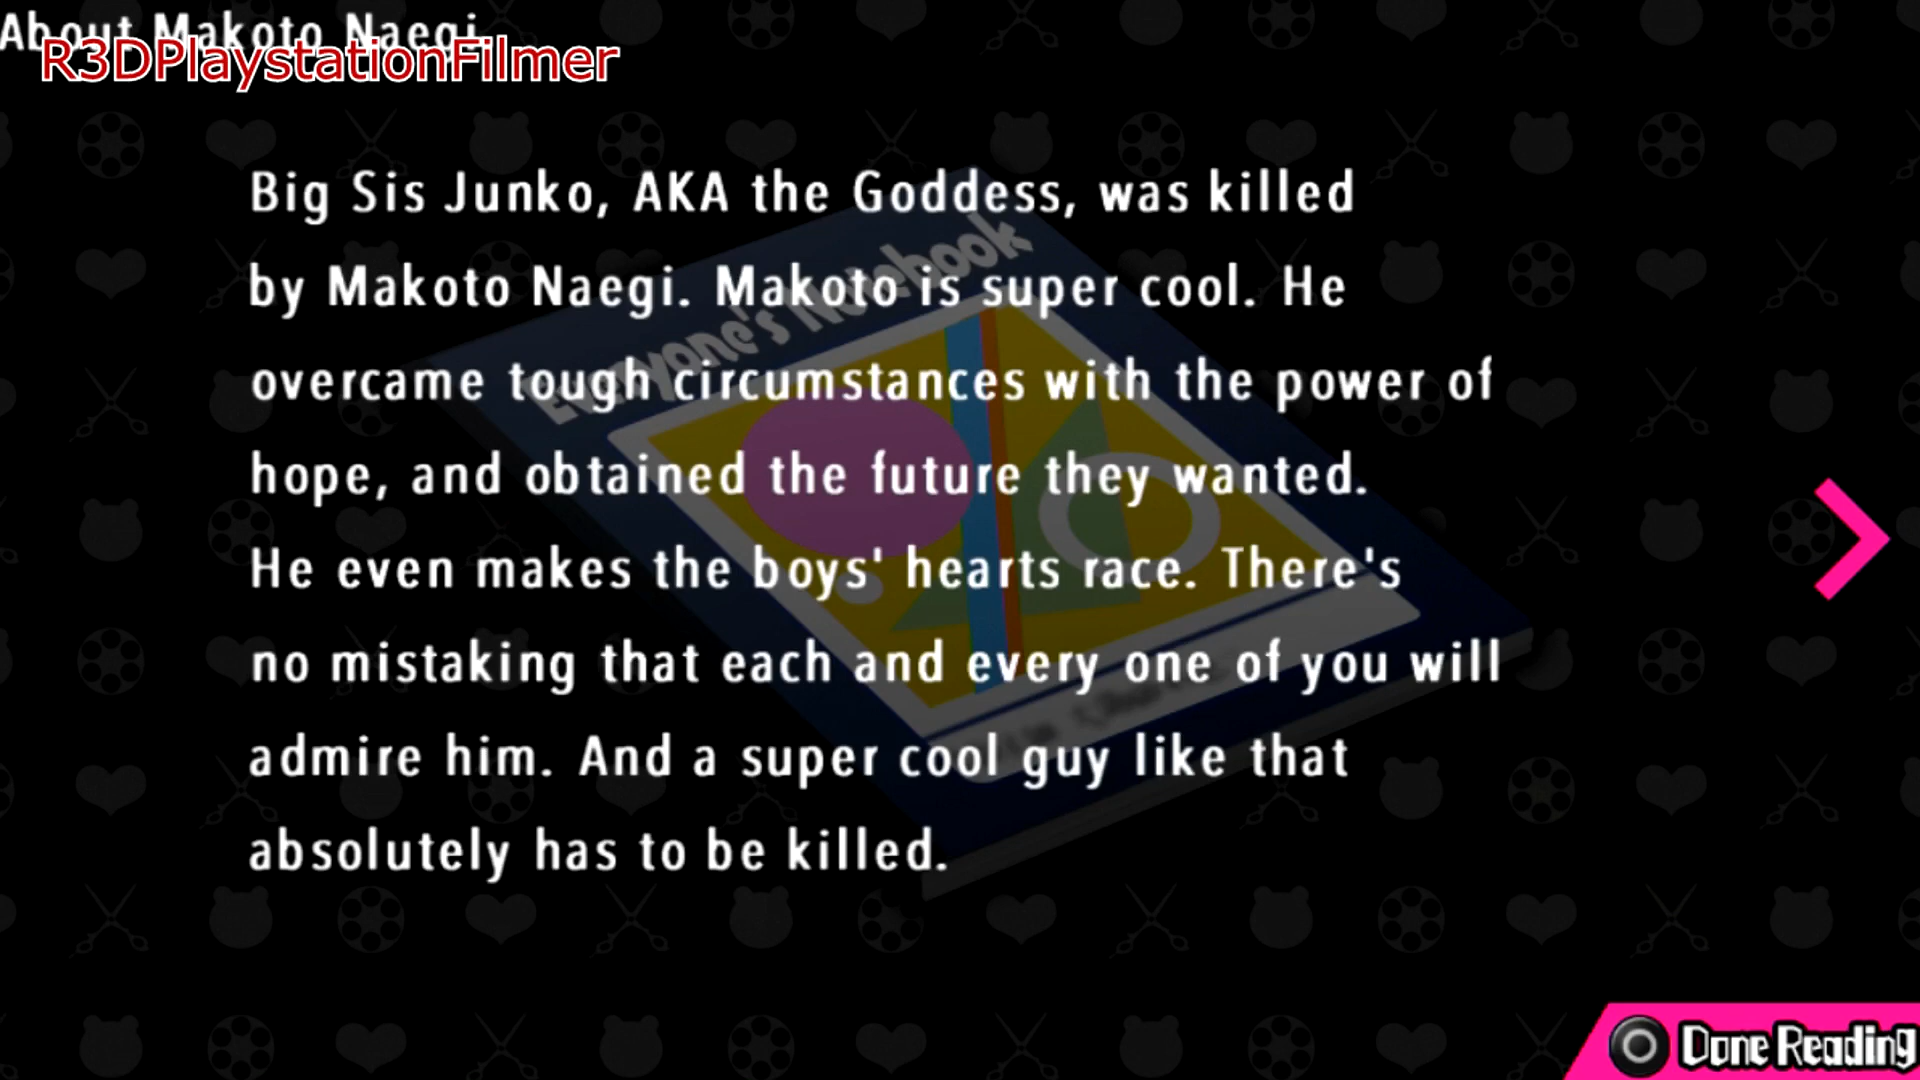 About Makoto Naegi
R3DPlaystationFilmer
Big Sis Junko, AKA the Goddess, was killed
by Makoto Naegi. Makoto is super cool. He
overcame tough circumstances with the power of
hope, and obtained the future they wanted.
He even makes the boys' hearts race. There's
no mistaking that each and every one of you will
admire him. And a super cool guy like that
absolutely has to be killed.
Everyone's Notebook
Done Reading